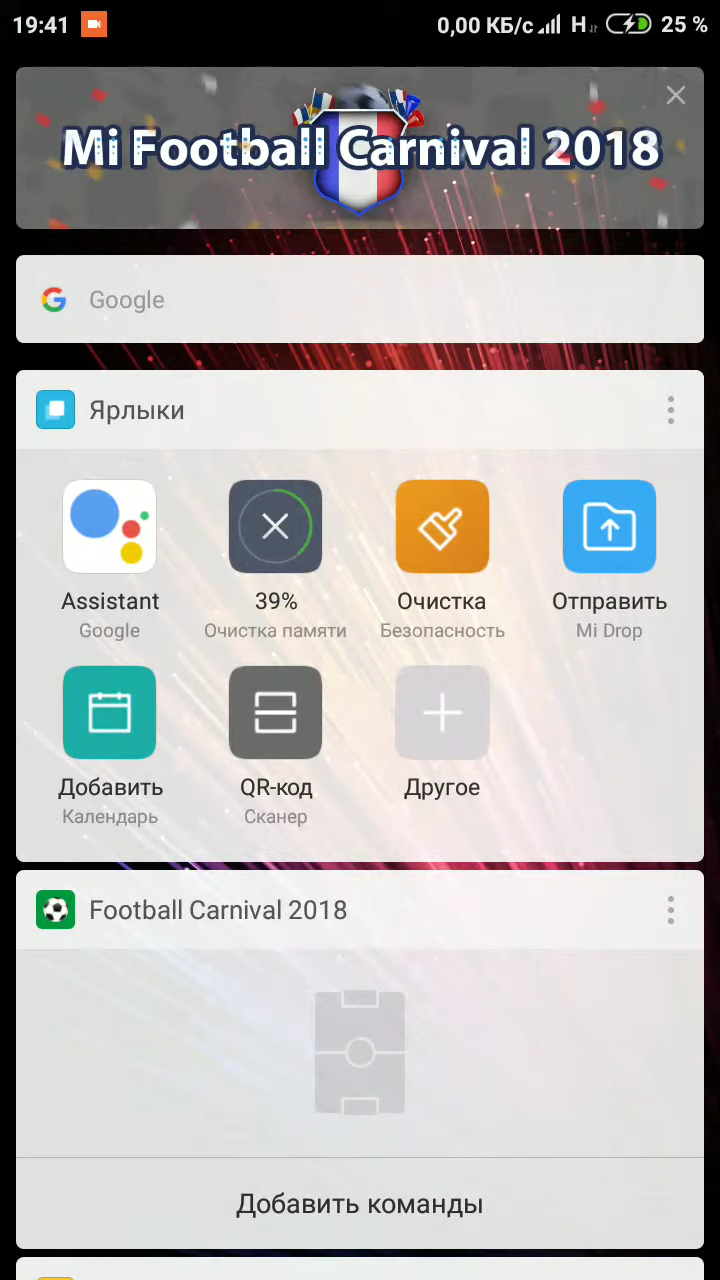 19:41 0,00 КБ/с H 25 %
Mi Football Carnival 2018
Google
Ярлыки
Assistant 39% Очистка Отправить
Google Очистка памяти Безопасность Mi Drop
Добавить QR-код Другое
Календарь Сканер
Football Carnival 2018
Добавить команды